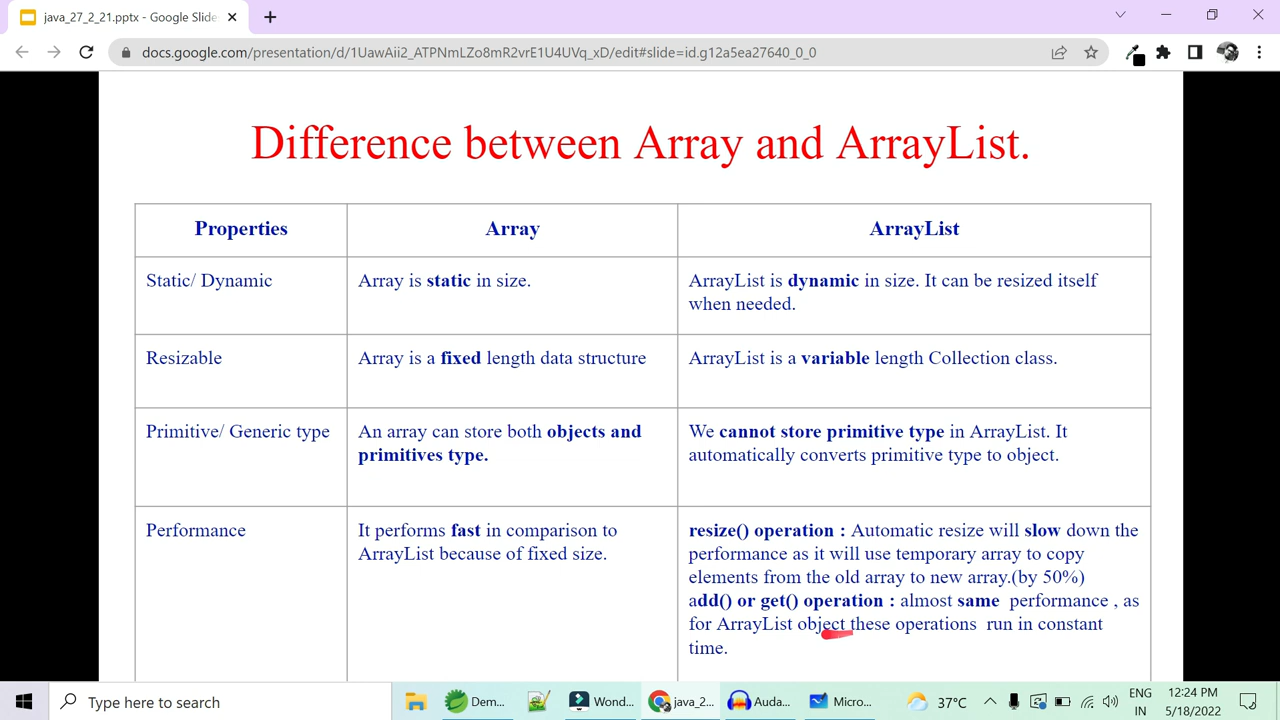 java_27_2_21.pptx - Google Slide
docs.google.com/presentation/d/1UawAii2_ATPNmLZo8mR2vrE1U4UVq_xD/edit#slide=id.g12a5ea27640_0_0
Difference between Array and ArrayList.
Properties
Array
ArrayList
Static/ Dynamic
Array is static in size.
ArrayList is dynamic in size. It can be resized itself
when needed.
Resizable
Array is a fixed length data structure
ArrayList is a variable length Collection class.
Primitive/ Generic type
An array can store both objects and
primitives type.
We cannot store primitive type in ArrayList. It
automatically converts primitive type to object.
Performance
It performs fast in comparison to
ArrayList because of fixed size.
resize() operation : Automatic resize will slow down the
performance as it will use temporary array to copy
elements from the old array to new array.(by 50%)
add() or get() operation : almost same performance , as
for ArrayList object these operations run in constant
time.
Type here to search
Dem...
Wond...
java_2...
Auda...
Micro...
37°C
ENG
IN
12:24 PM
5/18/2022